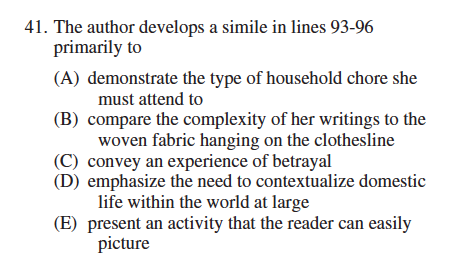 41. The author develops a simile in lines 93-96
primarily to
(A) demonstrate the type of household chore she
must attend to
(B) compare the complexity of her writings to the
woven fabric hanging on the clothesline
(C) convey an experience of betrayal
(D) emphasize the need to contextualize domestic
life within the world at large
(E) present an activity that the reader can easily
picture